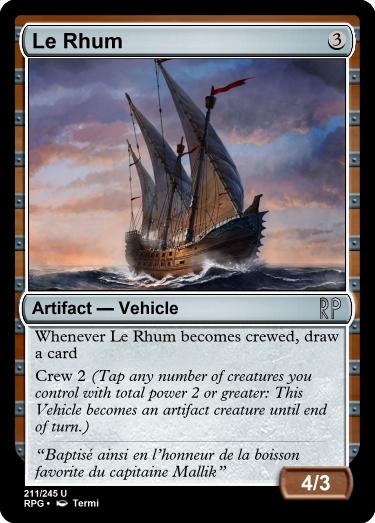 Le Rhum 3
Artifact — Vehicle RP
Whenever Le Rhum becomes crewed, draw
a card
Crew 2 (Tap any number of creatures you
control with total power 2 or greater: This
Vehicle becomes an artifact creature until end
of turn.)
“Baptisé ainsi en l’honneur de la boisson
favorite du capitaine Mallik”
4/3
211/245 U
RPG • Termi